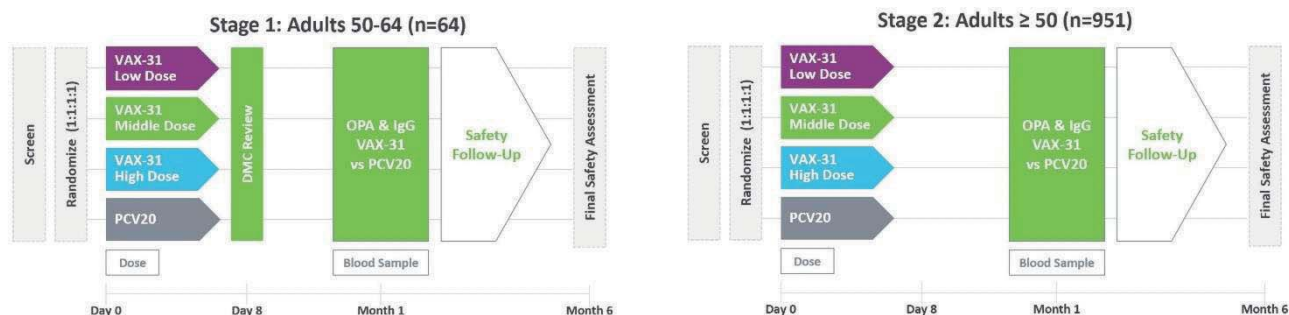 Stage 1: Adults 50-64 (n=64)
Screen
Randomize (1:1:1:1)
VAX-31
Low Dose
VAX-31
Middle Dose
VAX-31
High Dose
PCV20
DMC Review
OPA & IgG
VAX-31
vs PCV20
Safety
Follow-Up
Final Safety Assessment
Dose
Blood Sample
Day 0
Day 8
Month 1
Month 6
Stage 2: Adults ≥ 50 (n=951)
Screen
Randomize (1:1:1:1)
VAX-31
Low Dose
VAX-31
Middle Dose
VAX-31
High Dose
PCV20
OPA & IgG
VAX-31
vs PCV20
Safety
Follow-Up
Final Safety Assessment
Dose
Blood Sample
Day 0
Day 8
Month 1
Month 6